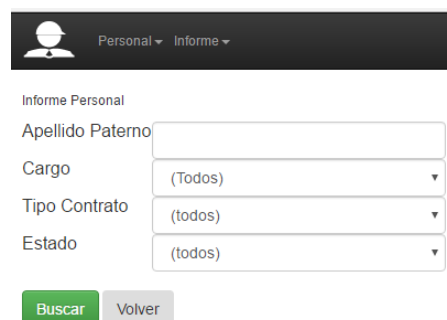 Personal Informe
Informe Personal
Apellido Paterno
Cargo (Todos)
Tipo Contrato (todos)
Estado (todos)
Buscar Volver